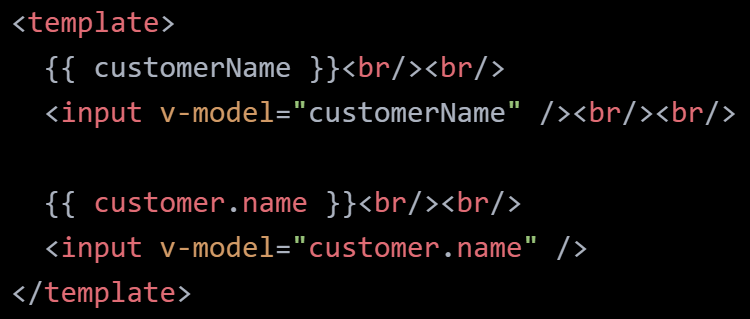 <template>
  {{ customerName }}<br/><br/>
  <input v-model="customerName" /><br/><br/>

  {{ customer.name }}<br/><br/>
  <input v-model="customer.name" />
</template>